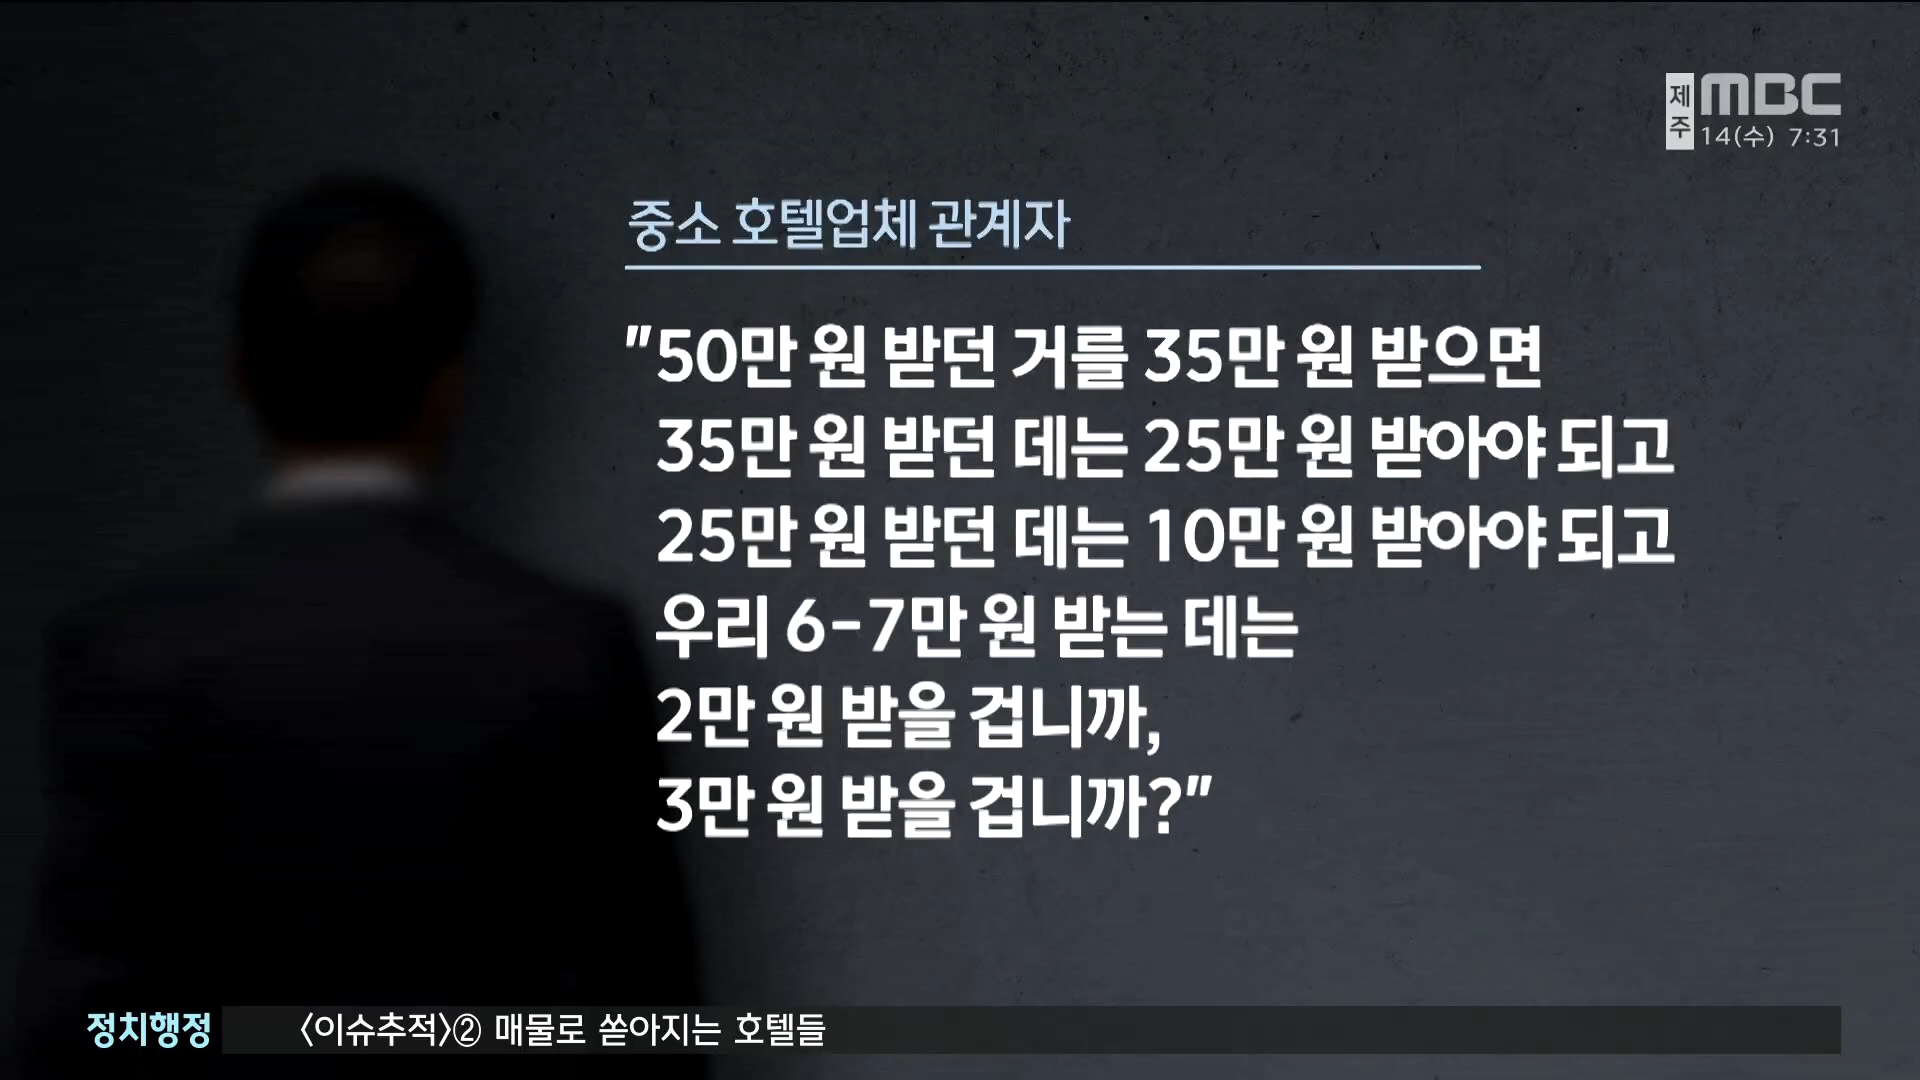 제주 MBC
14(수) 7:31
중소 호텔업체 관계자
"50만 원 받던 거를 35만 원 받으면
35만 원 받던 데는 25만 원 받아야 되고
25만 원 받던 데는 10만 원 받아야 되고
우리 6-7만 원 받는 데는
2만 원 받을 겁니까,
3만 원 받을 겁니까?"
정치행정 〈이슈추적〉② 매물로 쏟아지는 호텔들